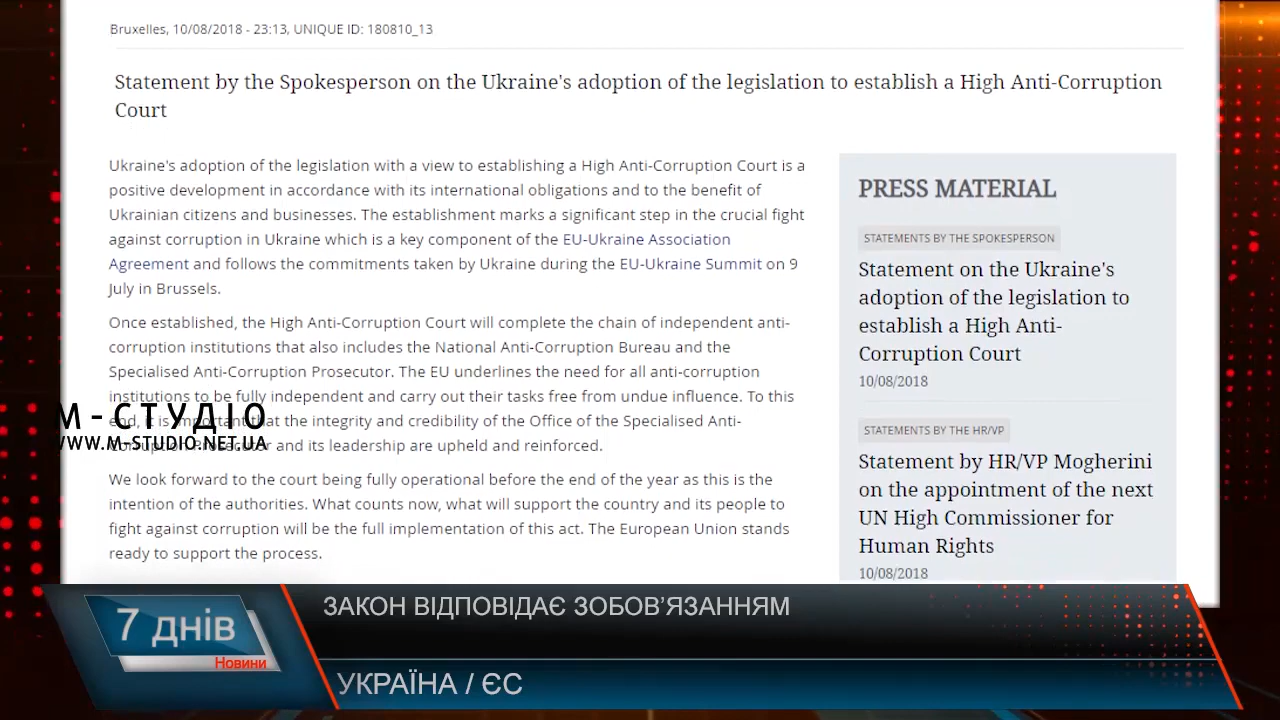 Bruxelles, 10/08/2018 - 23:13, UNIQUE ID: 180810_13
Statement by the Spokesperson on the Ukraine's adoption of the legislation to establish a High Anti-Corruption
Court
Ukraine's adoption of the legislation with a view to establishing a High Anti-Corruption Court is a
positive development in accordance with its international obligations and to the benefit of
Ukrainian citizens and businesses. The establishment marks a significant step in the crucial fight
against corruption in Ukraine which is a key component of the EU-Ukraine Association
Agreement and follows the commitments taken by Ukraine during the EU-Ukraine Summit on 9
July in Brussels.
Once established, the High Anti-Corruption Court will complete the chain of independent anti-
corruption institutions that also includes the National Anti-Corruption Bureau and the
Specialised Anti-Corruption Prosecutor. The EU underlines the need for all anti-corruption
institutions to be fully independent and carry out their tasks free from undue influence. To this
end, it is important that the integrity and credibility of the Office of the Specialised Anti-
Corruption Prosecutor and its leadership are upheld and reinforced.
We look forward to the court being fully operational before the end of the year as this is the
intention of the authorities. What counts now, what will support the country and its people to
fight against corruption will be the full implementation of this act. The European Union stands
ready to support the process.
PRESS MATERIAL
STATEMENTS BY THE SPOKESPERSON
Statement on the Ukraine's
adoption of the legislation to
establish a High Anti-
Corruption Court
10/08/2018
STATEMENTS BY THE HR/VP
Statement by HR/VP Mogherini
on the appointment of the next
UN High Commissioner for
Human Rights
10/08/2018
М-СТУДІО
WWW.M-STUDIO.NET.UA
7 днів
Новини
ЗАКОН ВІДПОВІДАЄ ЗОБОВ'ЯЗАННЯМ
УКРАЇНА / ЄС